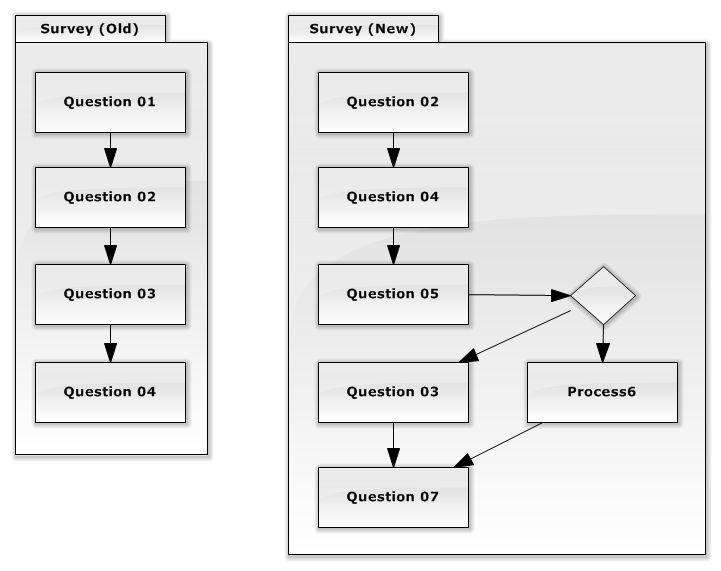 Survey (Old)
Question 01
Question 02
Question 03
Question 04
Survey (New)
Question 02
Question 04
Question 05
Question 03
Process6
Question 07